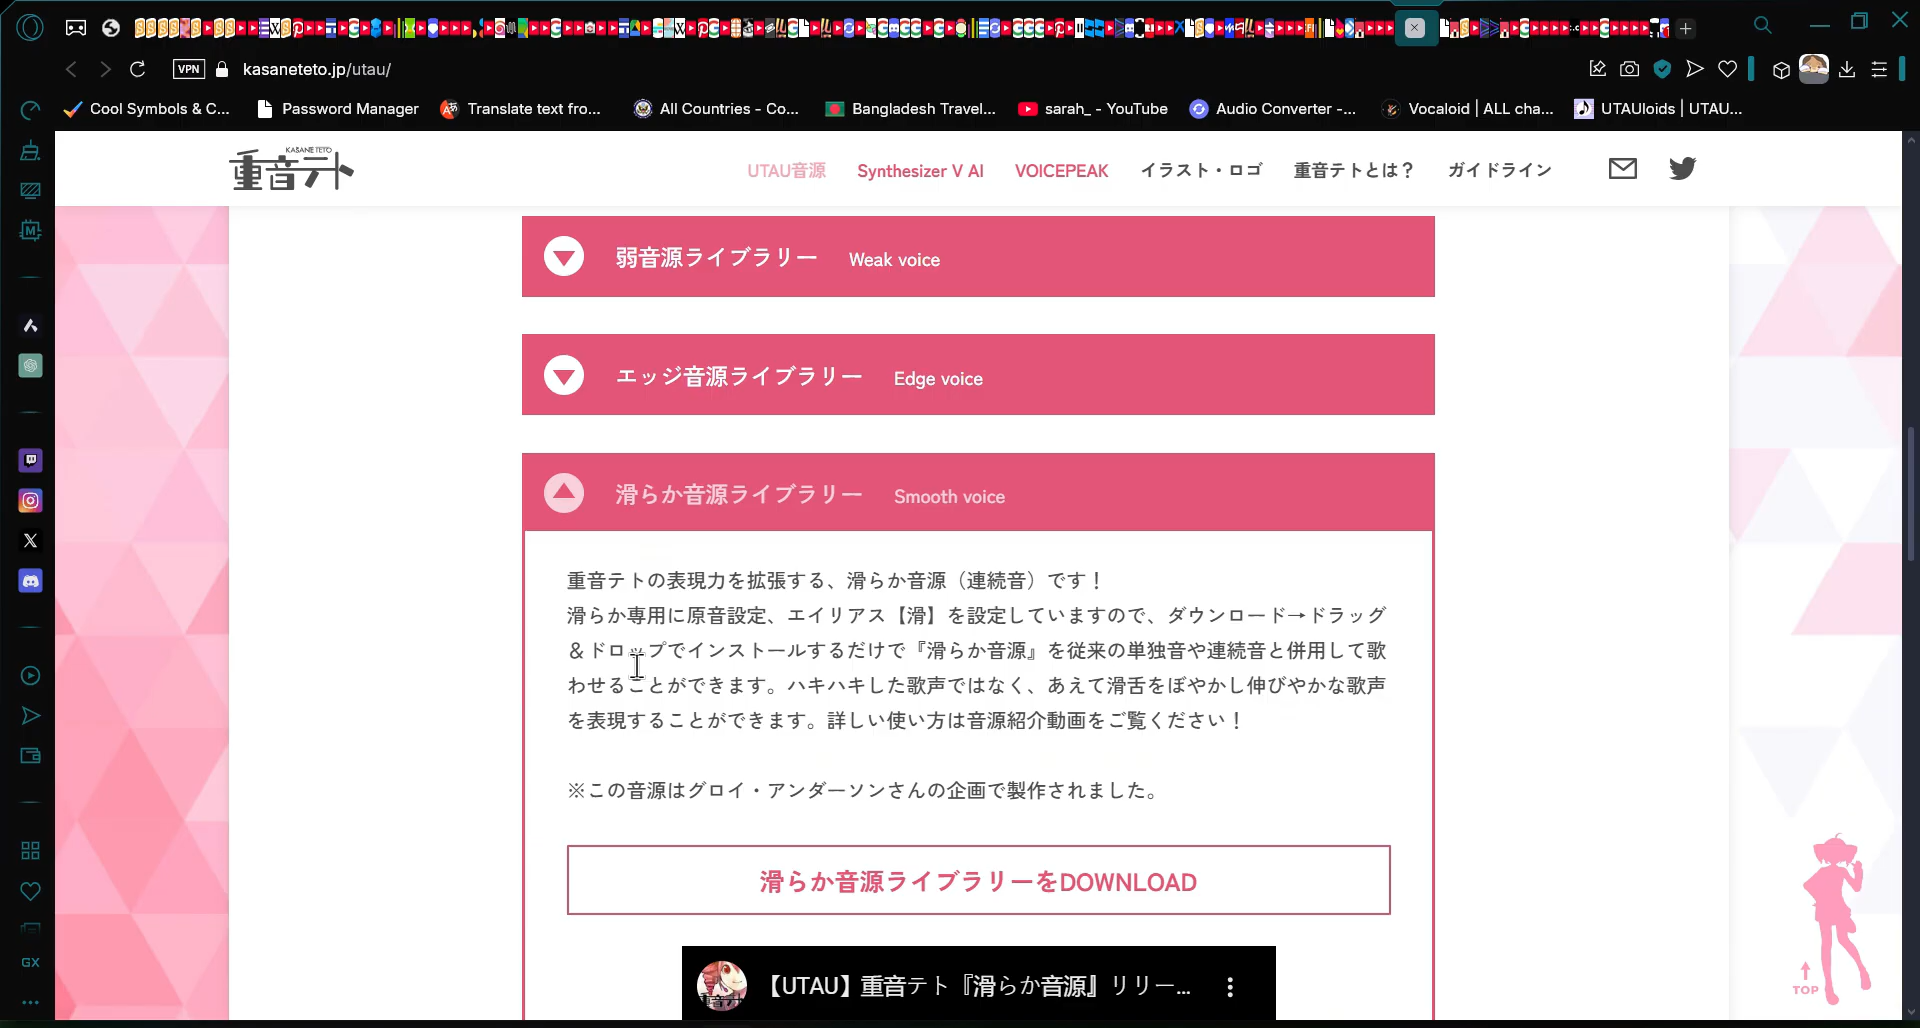 VPN
kasaneteto.jp/utau/
Cool Symbols & C...
Password Manager
Translate text fro...
All Countries - Co...
Bangladesh Travel...
sarah_ - YouTube
Audio Converter -...
Vocaloid | ALL cha...
UTAUloids | UTAU...
KASANE TETO
重音テト
UTAU音源
Synthesizer V AI
VOICEPEAK
イラスト・ロゴ
重音テトとは？
ガイドライン
弱音源ライブラリー Weak voice
エッジ音源ライブラリー Edge voice
滑らか音源ライブラリー Smooth voice
重音テトの表現力を拡張する、滑らか音源（連続音）です！
滑らか専用に原音設定、エイリアス【滑】を設定していますので、ダウンロード→ドラッグ
＆ドロップでインストールするだけで『滑らか音源』を従来の単独音や連続音と併用して歌
わせることができます。ハキハキした歌声ではなく、あえて滑舌をぼやかし伸びやかな歌声
を表現することができます。詳しい使い方は音源紹介動画をご覧ください！
※この音源はグロイ・アンダーソンさんの企画で製作されました。
滑らか音源ライブラリーをDOWNLOAD
【UTAU】重音テト『滑らか音源』リリー...
TOP
GX